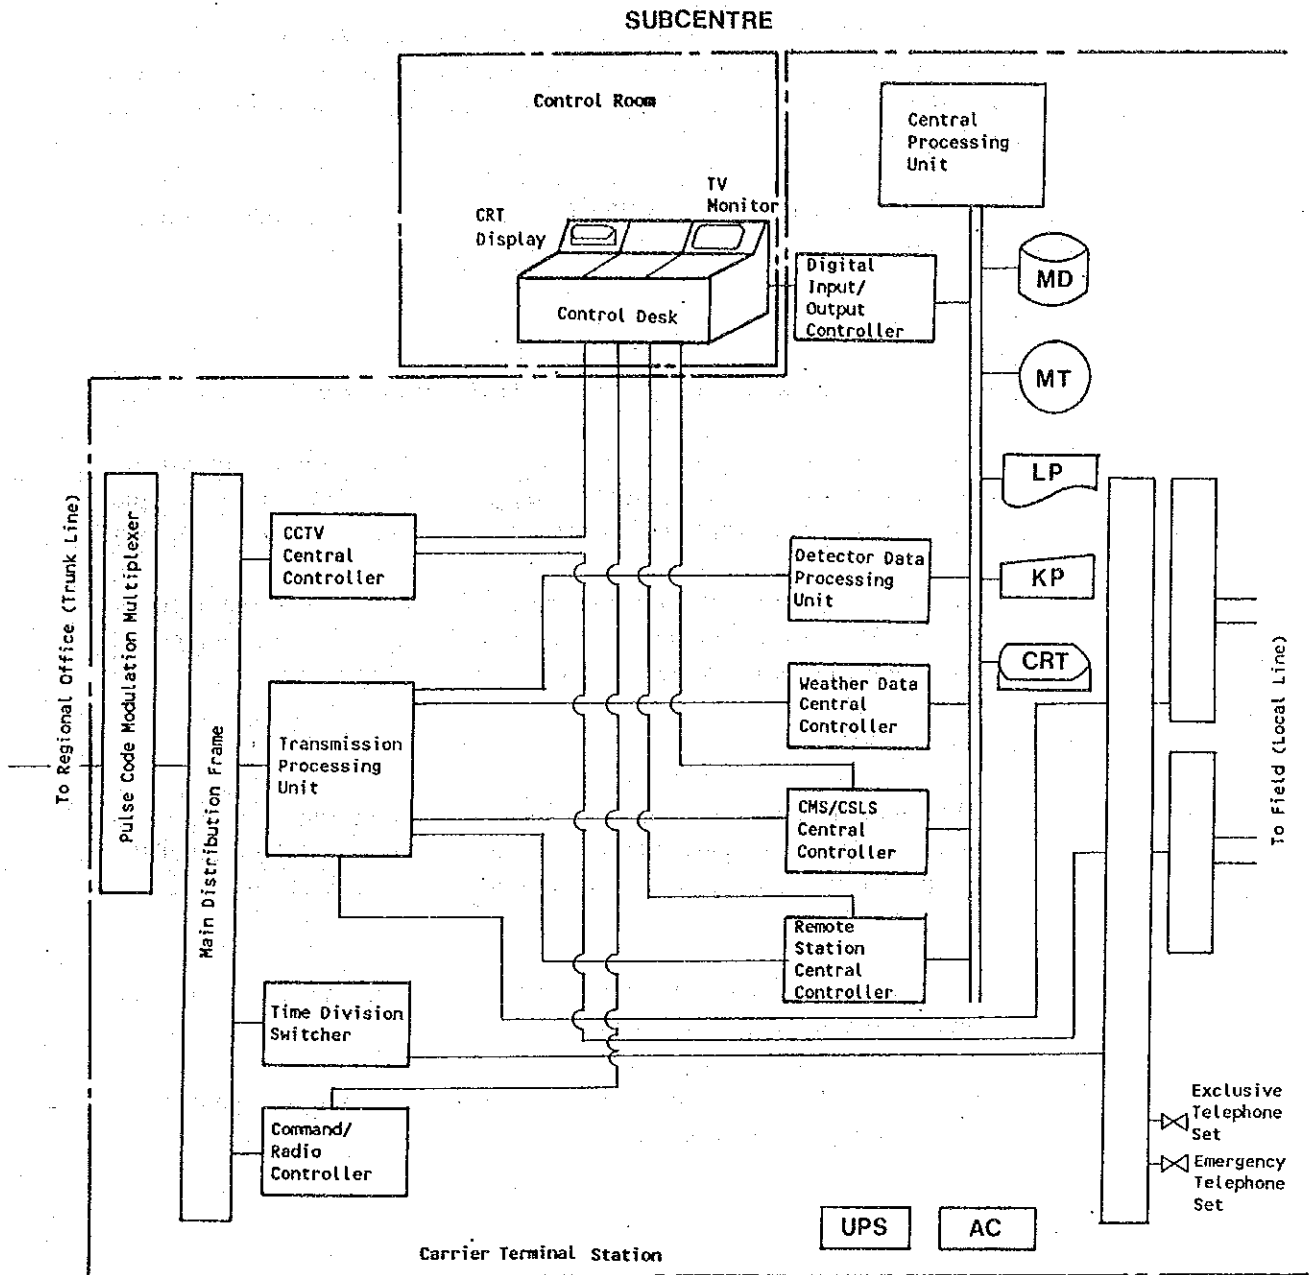 SUBCENTRE
Control Room
Central
Processing
Unit
TV
Monitor
CRT
Display
Control Desk
Digital
Input/
Output
Controller
MD
MT
LP
KP
CRT
To Regional Office (Trunk Line)
Pulse Code Modulation Multiplexer
Main Distribution Frame
CCTV
Central
Controller
Detector Data
Processing
Unit
Weather Data
Central
Controller
Transmission
Processing
Unit
CMS/CSLS
Central
Controller
To Field (Local Line)
Remote
Station
Central
Controller
Time Division
Switcher
Command/
Radio
Controller
Exclusive
Telephone
Set
Emergency
Telephone
Set
UPS
AC
Carrier Terminal Station